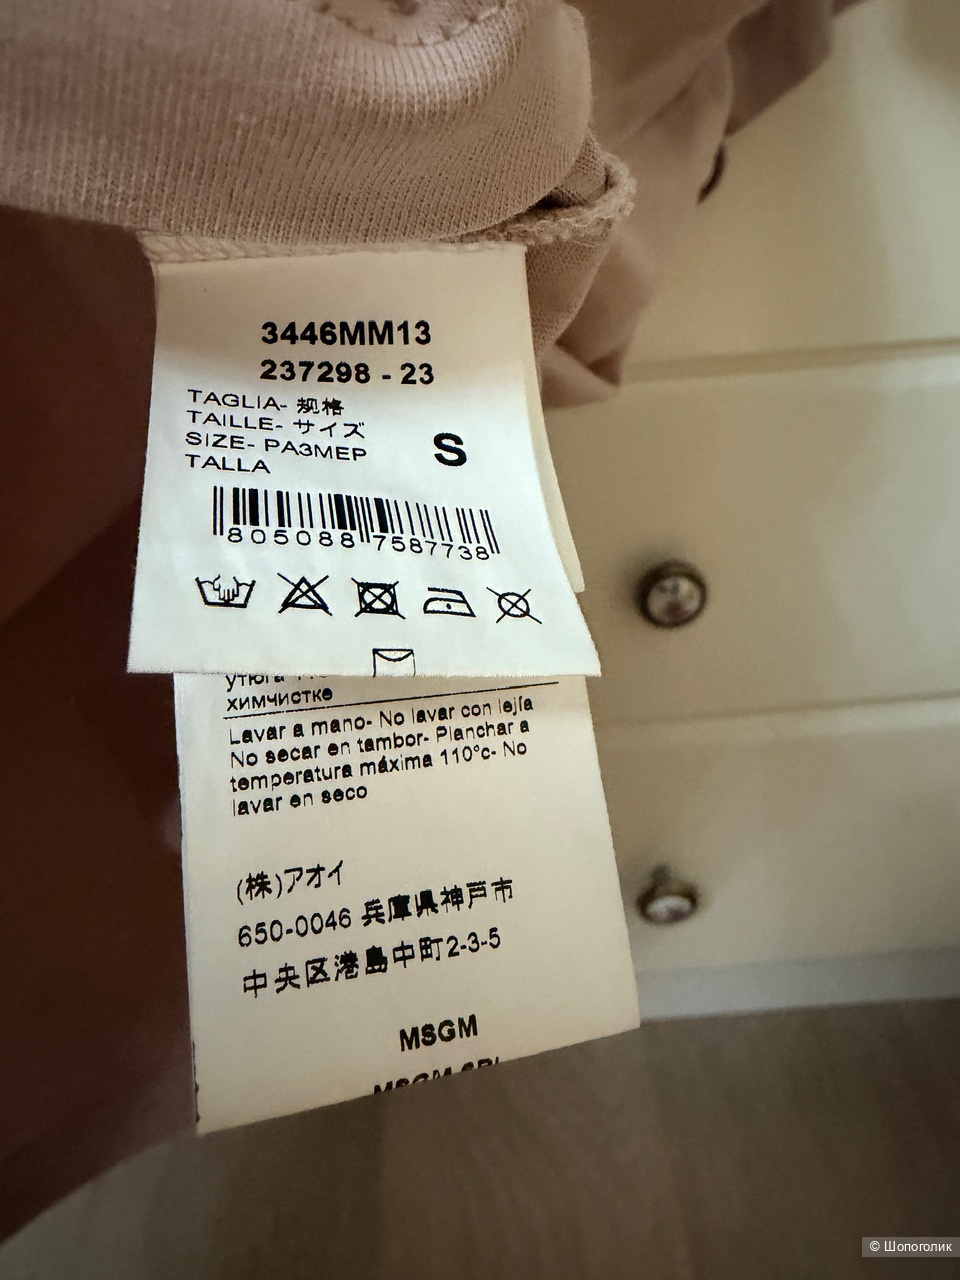 3446MM13
237298 - 23
TAGLIA- 规格
TAILLE- サイズ
SIZE- РАЗМЕР
TALLA
S
805088 7587738
утюга
химчистке
Lavar a mano- No lavar con lejía
No secar en tambor- Planchar a
temperatura máxima 110°c- No
lavar en seco
(株)アオイ
650-0046 兵庫県神戸市
中央区港島中町2-3-5
MSGM
MSGM SRL
© Шопоголик